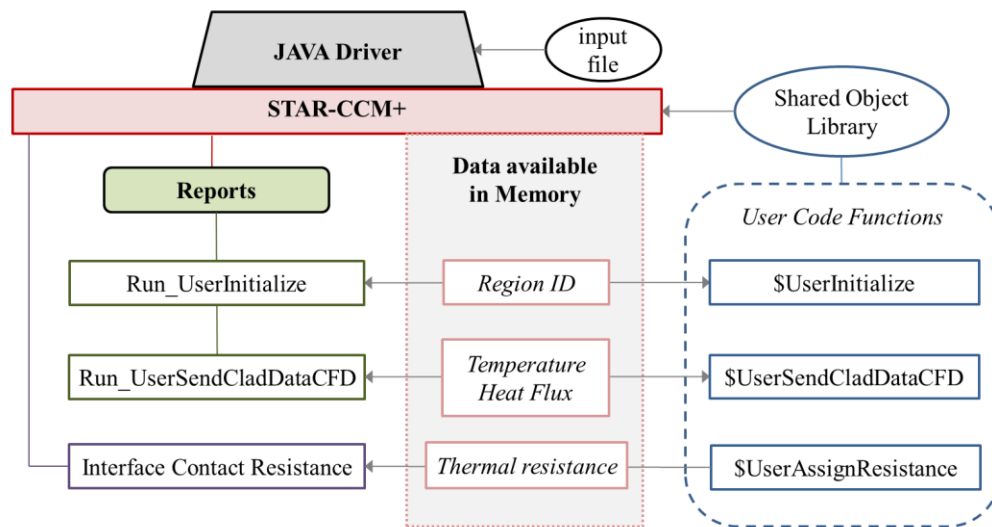 JAVA Driver
input
file
STAR-CCM+
Shared Object
Library
Reports
Data available
in Memory
User Code Functions
Run_UserInitialize
Region ID
$UserInitialize
Run_UserSendCladDataCFD
Temperature
Heat Flux
$UserSendCladDataCFD
Interface Contact Resistance
Thermal resistance
$UserAssignResistance